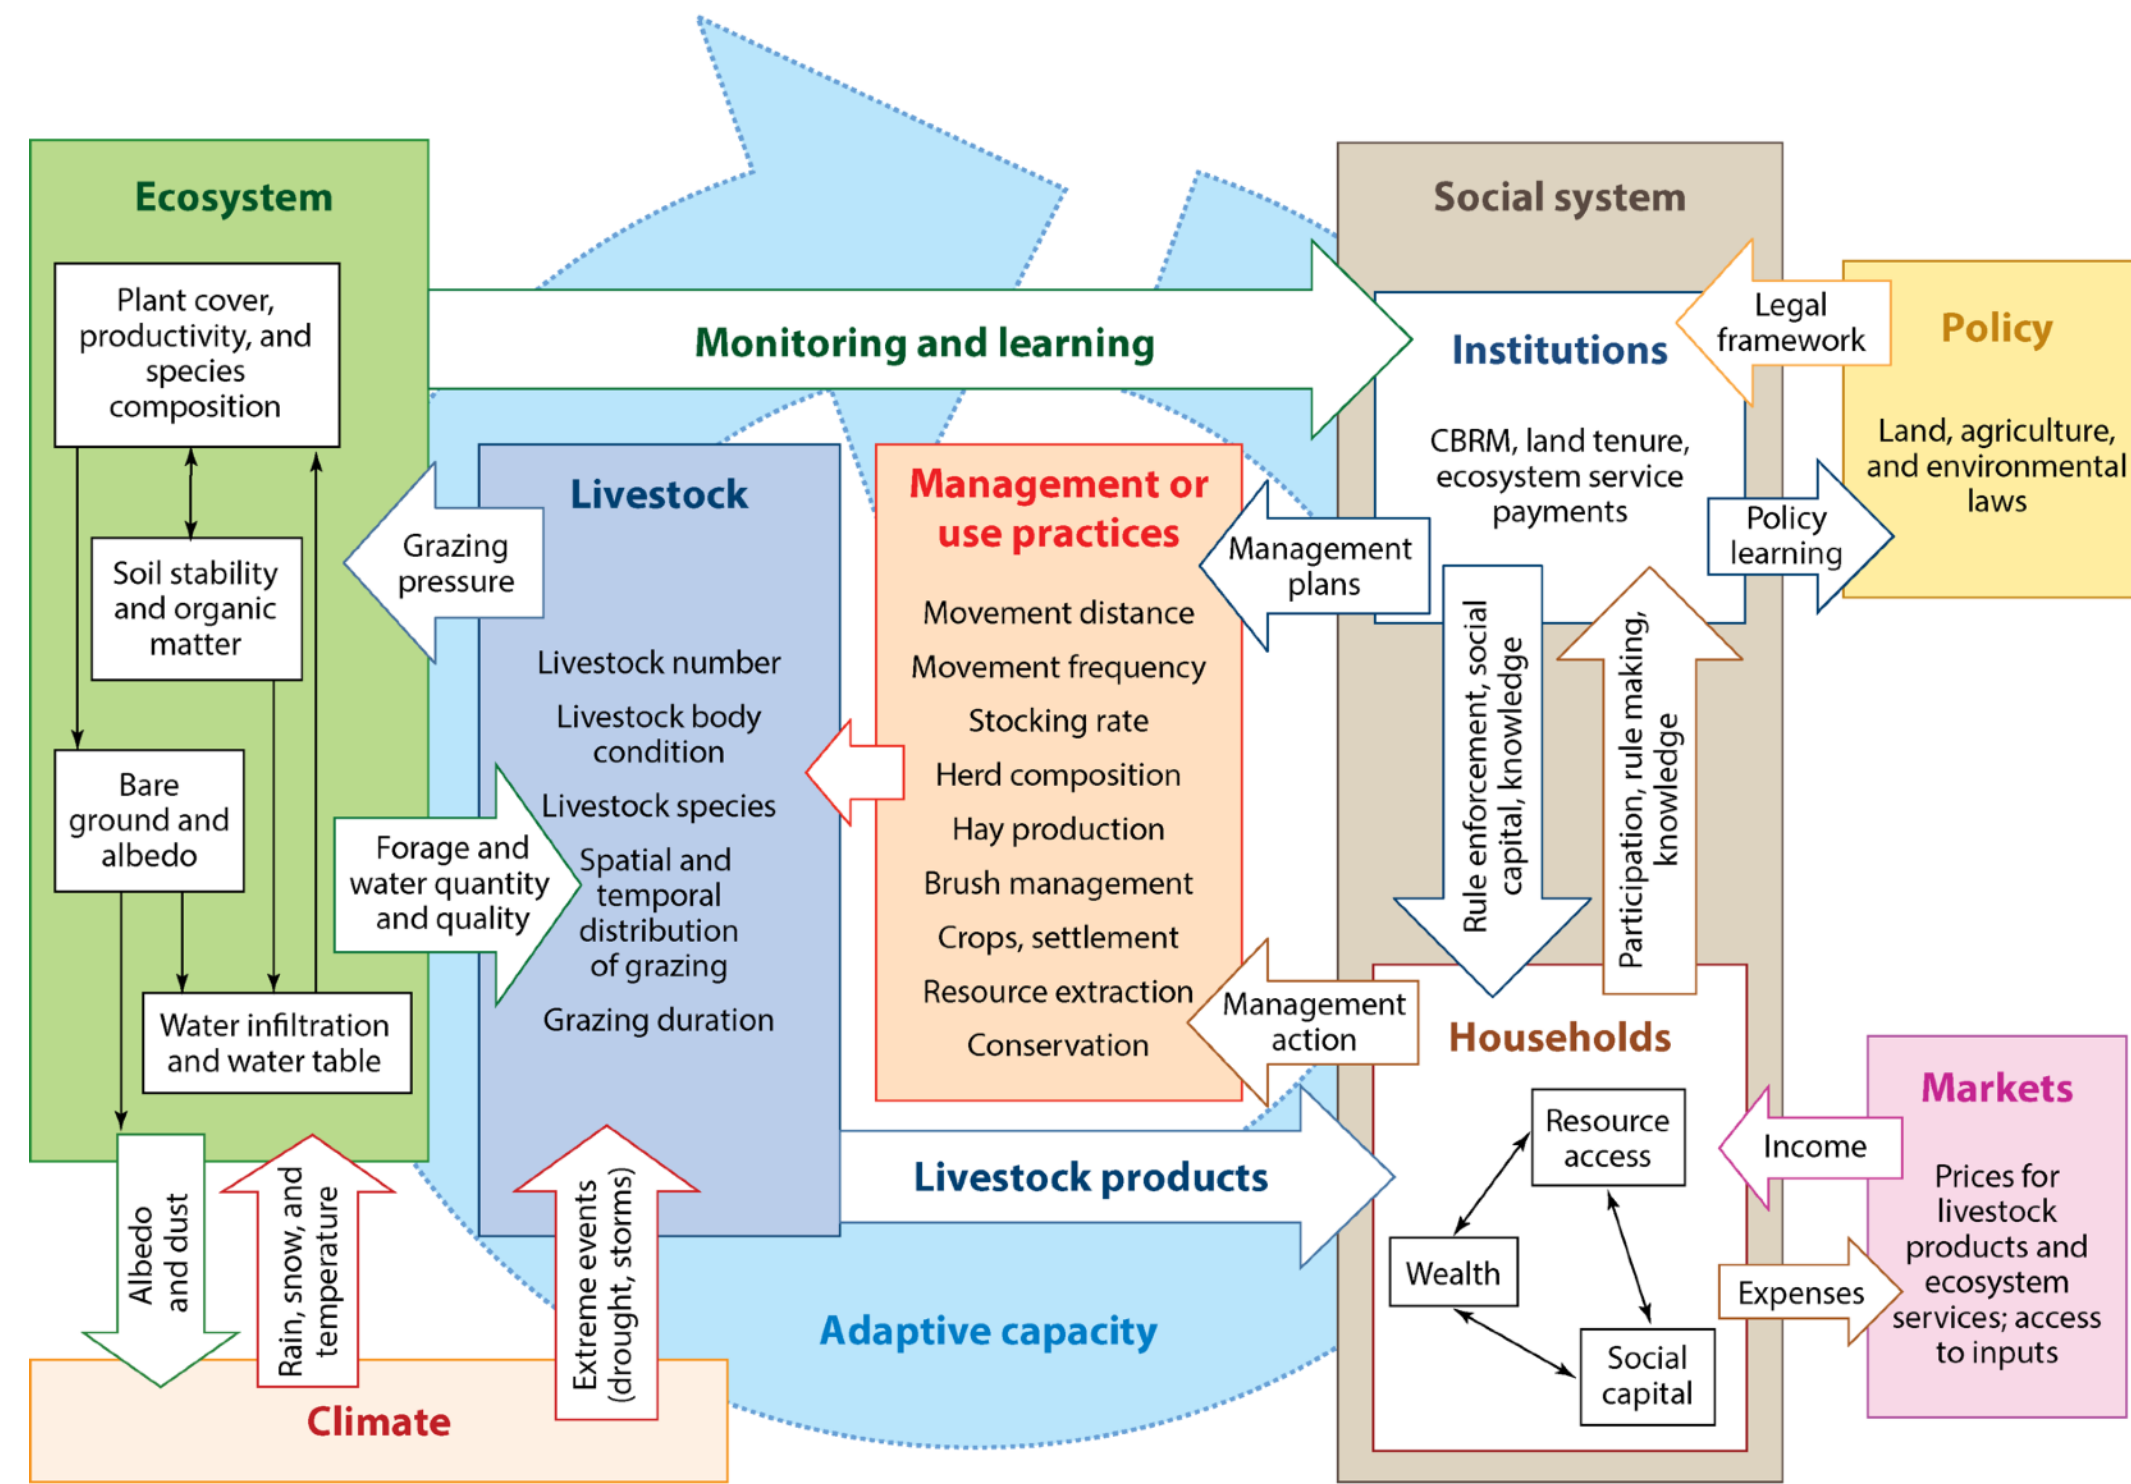 Ecosystem
Plant cover,
productivity, and
species
composition
Soil stability
and organic
matter
Bare
ground and
albedo
Water infiltration
and water table
Monitoring and learning
Grazing
pressure
Forage and
water quantity
and quality
Livestock
Livestock number
Livestock body
condition
Livestock species
Spatial and
temporal
distribution
of grazing
Grazing duration
Management or
use practices
Movement distance
Movement frequency
Stocking rate
Herd composition
Hay production
Brush management
Crops, settlement
Resource extraction
Conservation
Management
plans
Management
action
Livestock products
Adaptive capacity
Social system
Institutions
CBRM, land tenure,
ecosystem service
payments
Legal
framework
Policy
learning
Policy
Land, agriculture,
and environmental
laws
Rule enforcement, social
capital, knowledge
Participation, rule making,
knowledge
Households
Resource
access
Wealth
Social
capital
Income
Expenses
Markets
Prices for
livestock
products and
ecosystem
services; access
to inputs
Albedo
and dust
Rain, snow, and
temperature
Extreme events
(drought, storms)
Climate